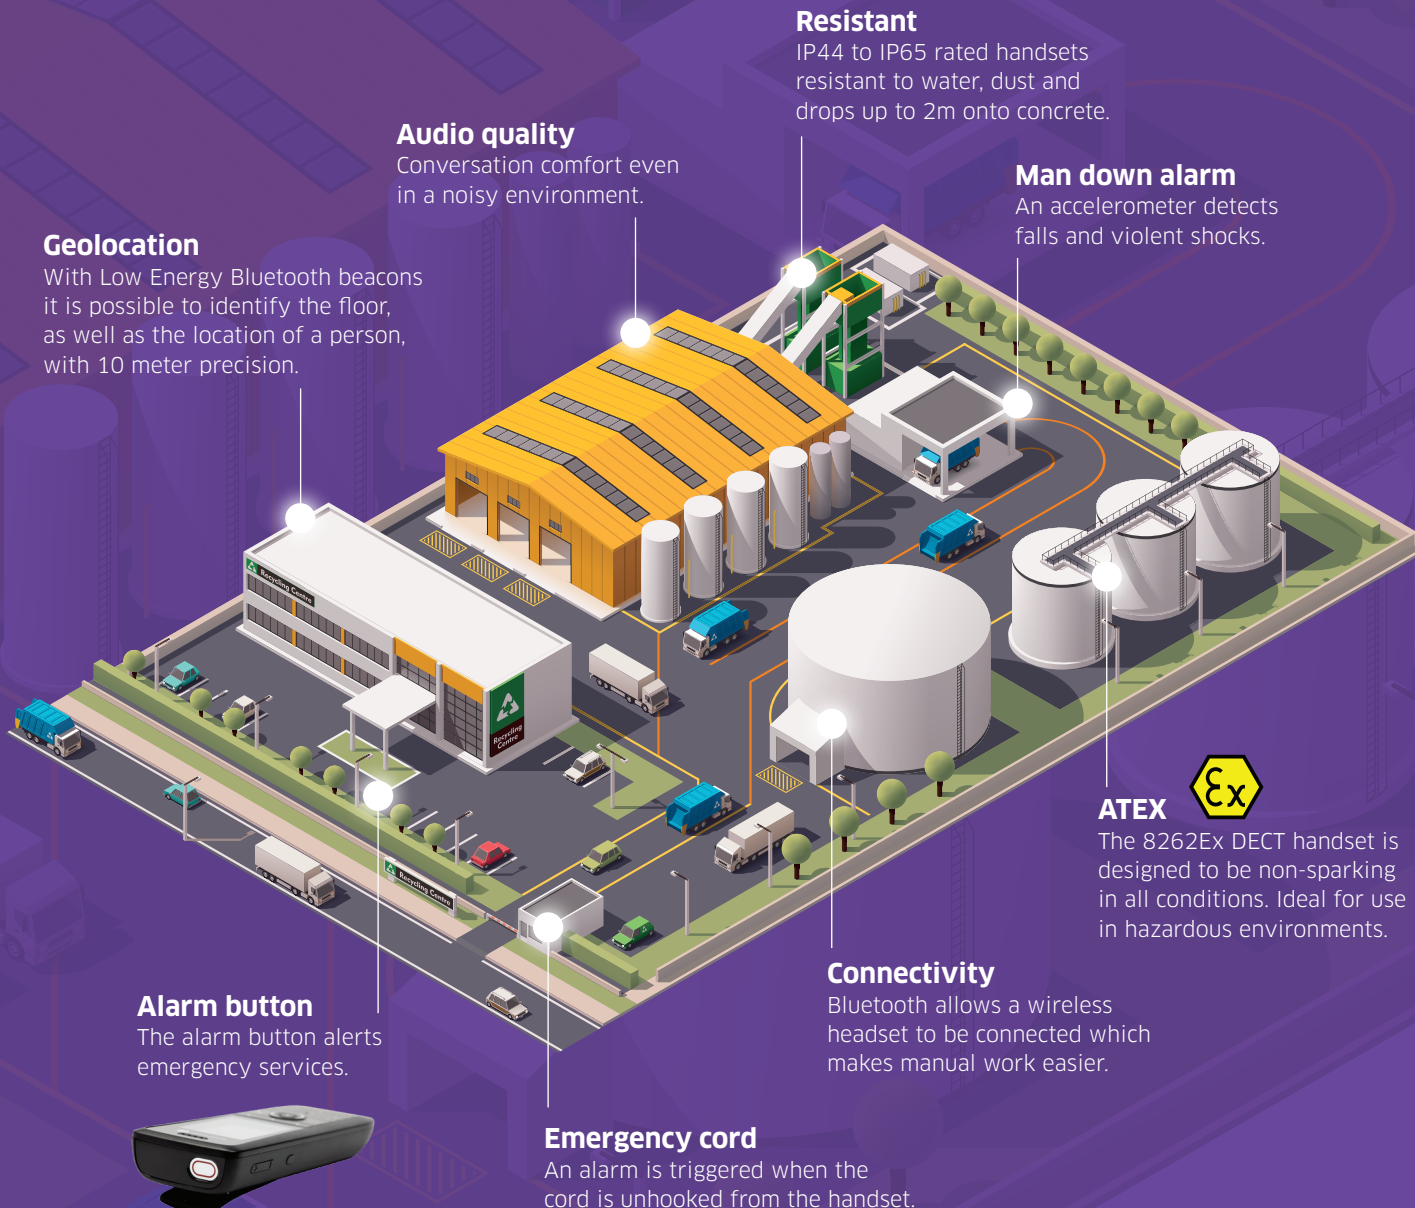 Resistant
IP44 to IP65 rated handsets
resistant to water, dust and
drops up to 2m onto concrete.
Audio quality
Conversation comfort even
in a noisy environment.
Man down alarm
An accelerometer detects
falls and violent shocks.
Geolocation
With Low Energy Bluetooth beacons
it is possible to identify the floor,
as well as the location of a person,
with 10 meter precision.
Recycling Centre
Recycling
Centre
Recycling Centre
Ex
ATEX
The 8262Ex DECT handset is
designed to be non-sparking
in all conditions. Ideal for use
in hazardous environments.
Connectivity
Bluetooth allows a wireless
headset to be connected which
makes manual work easier.
Alarm button
The alarm button alerts
emergency services.
Emergency cord
An alarm is triggered when the
cord is unhooked from the handset.